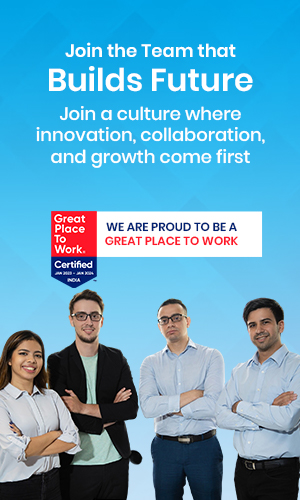 Join the Team that
Builds Future
Join a culture where
innovation, collaboration,
and growth come first
Great
Place
To
Work.
Certified
JAN 2023 - JAN 2024
INDIA
WE ARE PROUD TO BE A
GREAT PLACE TO WORK